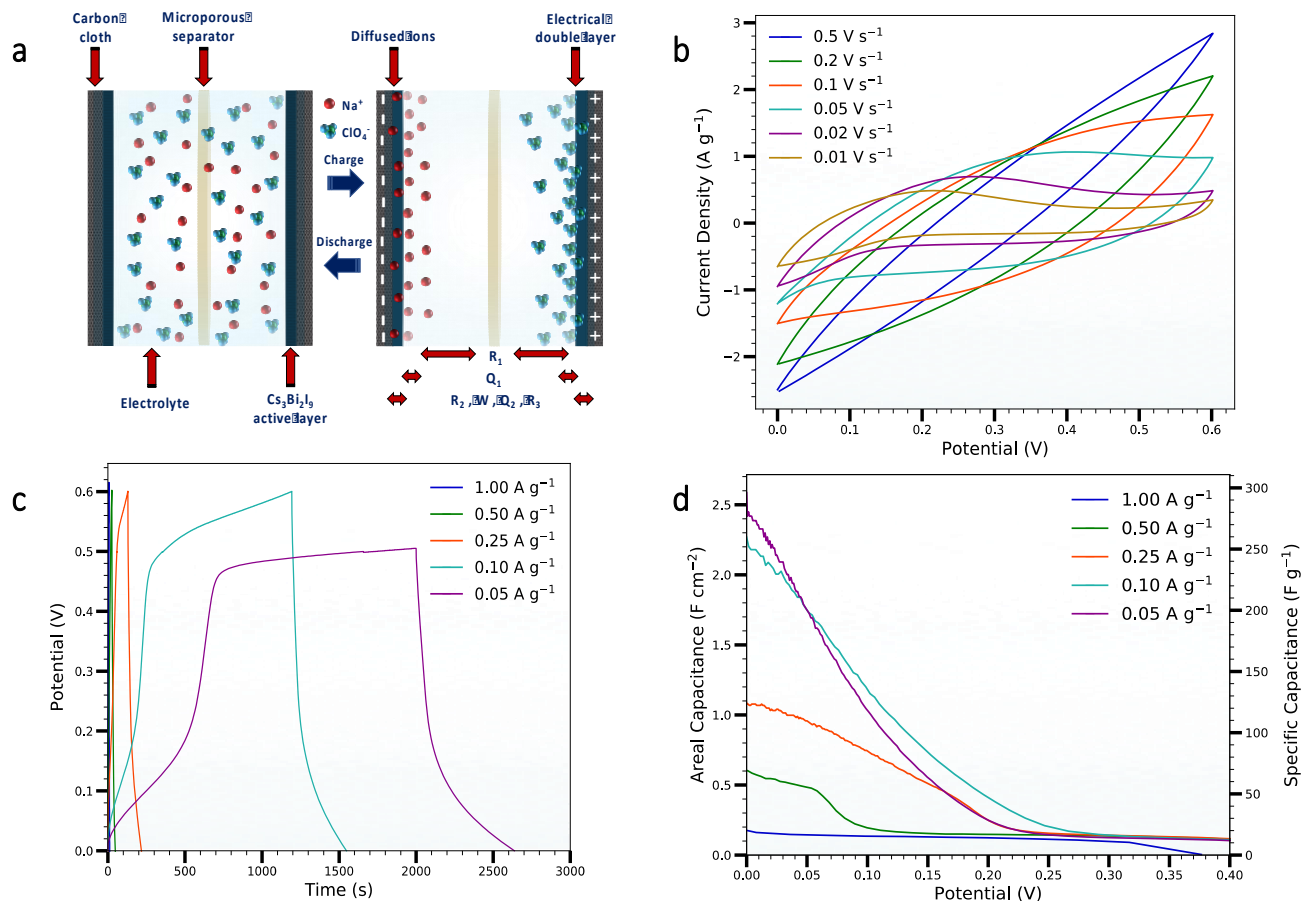 a
Carbon⍰
cloth
Microporous⍰
separator
Diffused⍰ions
Electrical⍰
double⍰layer
Na⁺
ClO₄⁻
Charge
Discharge
Electrolyte
Cs₃Bi₂I₉
active⍰layer
R₁
Q₁
R₂ ,⍰W ,⍰Q₂ ,⍰R₃
b
0.5 V s⁻¹
0.2 V s⁻¹
0.1 V s⁻¹
0.05 V s⁻¹
0.02 V s⁻¹
0.01 V s⁻¹
Current Density (A g⁻¹)
3
2
1
0
−1
−2
0.0 0.1 0.2 0.3 0.4 0.5 0.6
Potential (V)
c
1.00 A g⁻¹
0.50 A g⁻¹
0.25 A g⁻¹
0.10 A g⁻¹
0.05 A g⁻¹
Potential (V)
0.6
0.5
0.4
0.3
0.2
0.1
0.0
0 500 1000 1500 2000 2500 3000
Time (s)
d
1.00 A g⁻¹
0.50 A g⁻¹
0.25 A g⁻¹
0.10 A g⁻¹
0.05 A g⁻¹
Areal Capacitance (F cm⁻²)
2.5
2.0
1.5
1.0
0.5
0.0
Specific Capacitance (F g⁻¹)
300
250
200
150
100
50
0
0.00 0.05 0.10 0.15 0.20 0.25 0.30 0.35 0.40
Potential (V)